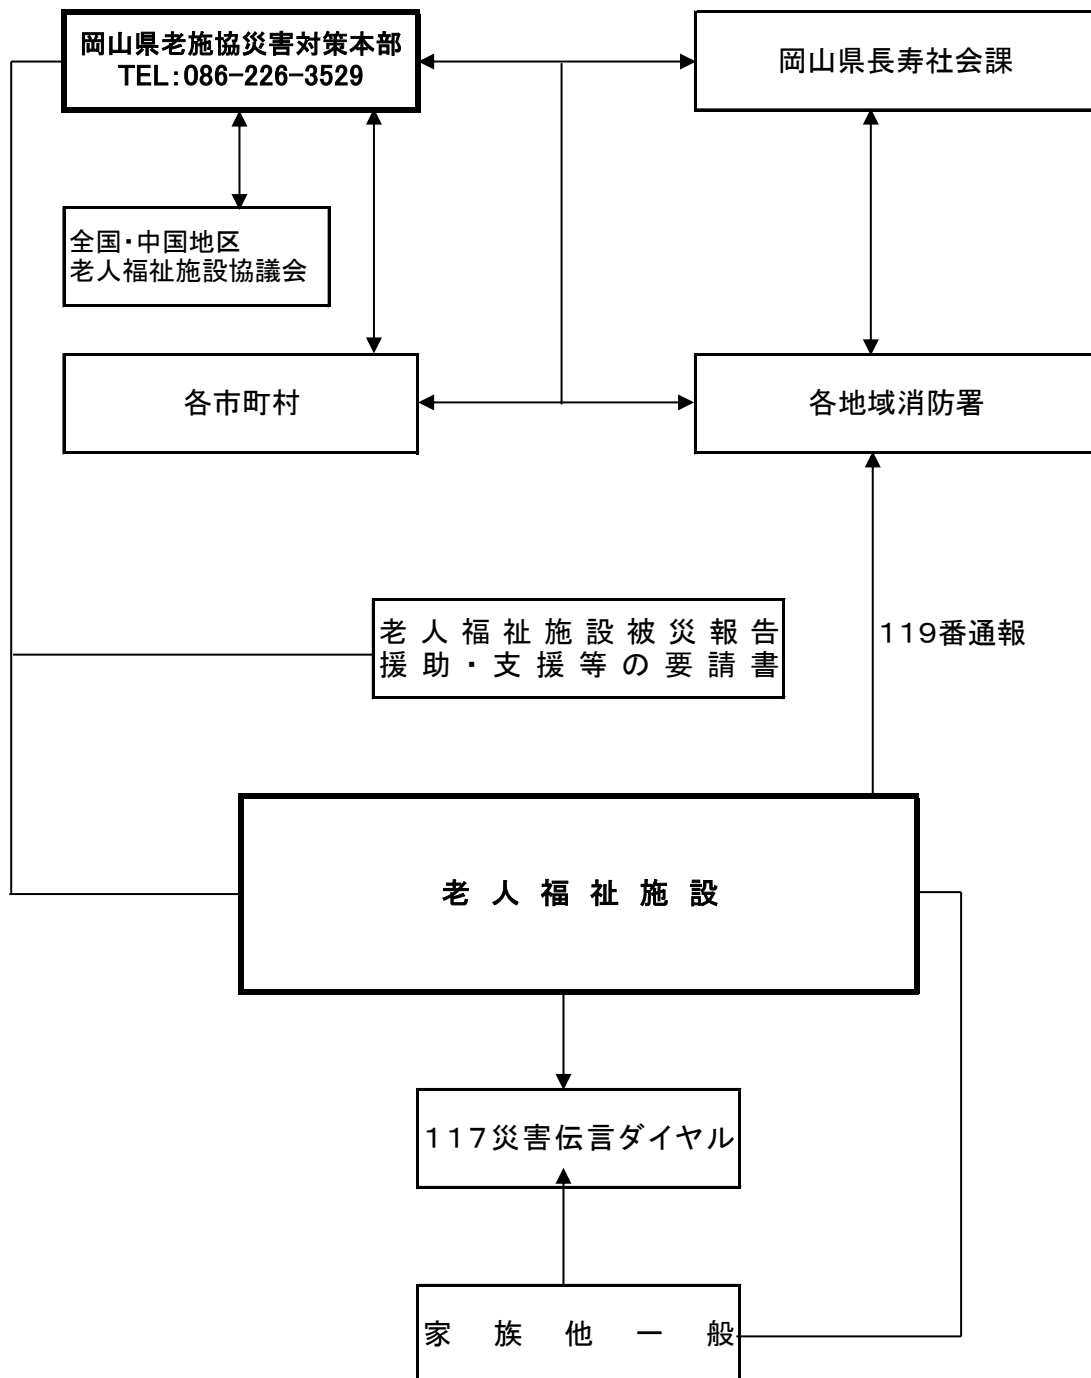 岡山県老施協災害対策本部
TEL:086-226-3529
岡山県長寿社会課
全国・中国地区
老人福祉施設協議会
各市町村
各地域消防署
老人福祉施設被災報告
援助・支援等の要請書
119番通報
老人福祉施設
117災害伝言ダイヤル
家族他一般